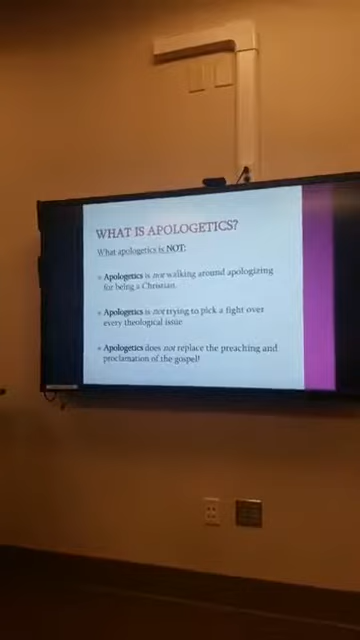 WHAT IS APOLOGETICS?
What apologetics is NOT:
Apologetics is not walking around apologizing
for being a Christian.
Apologetics is not trying to pick a fight over
every theological issue
Apologetics does not replace the preaching and
proclamation of the gospel!